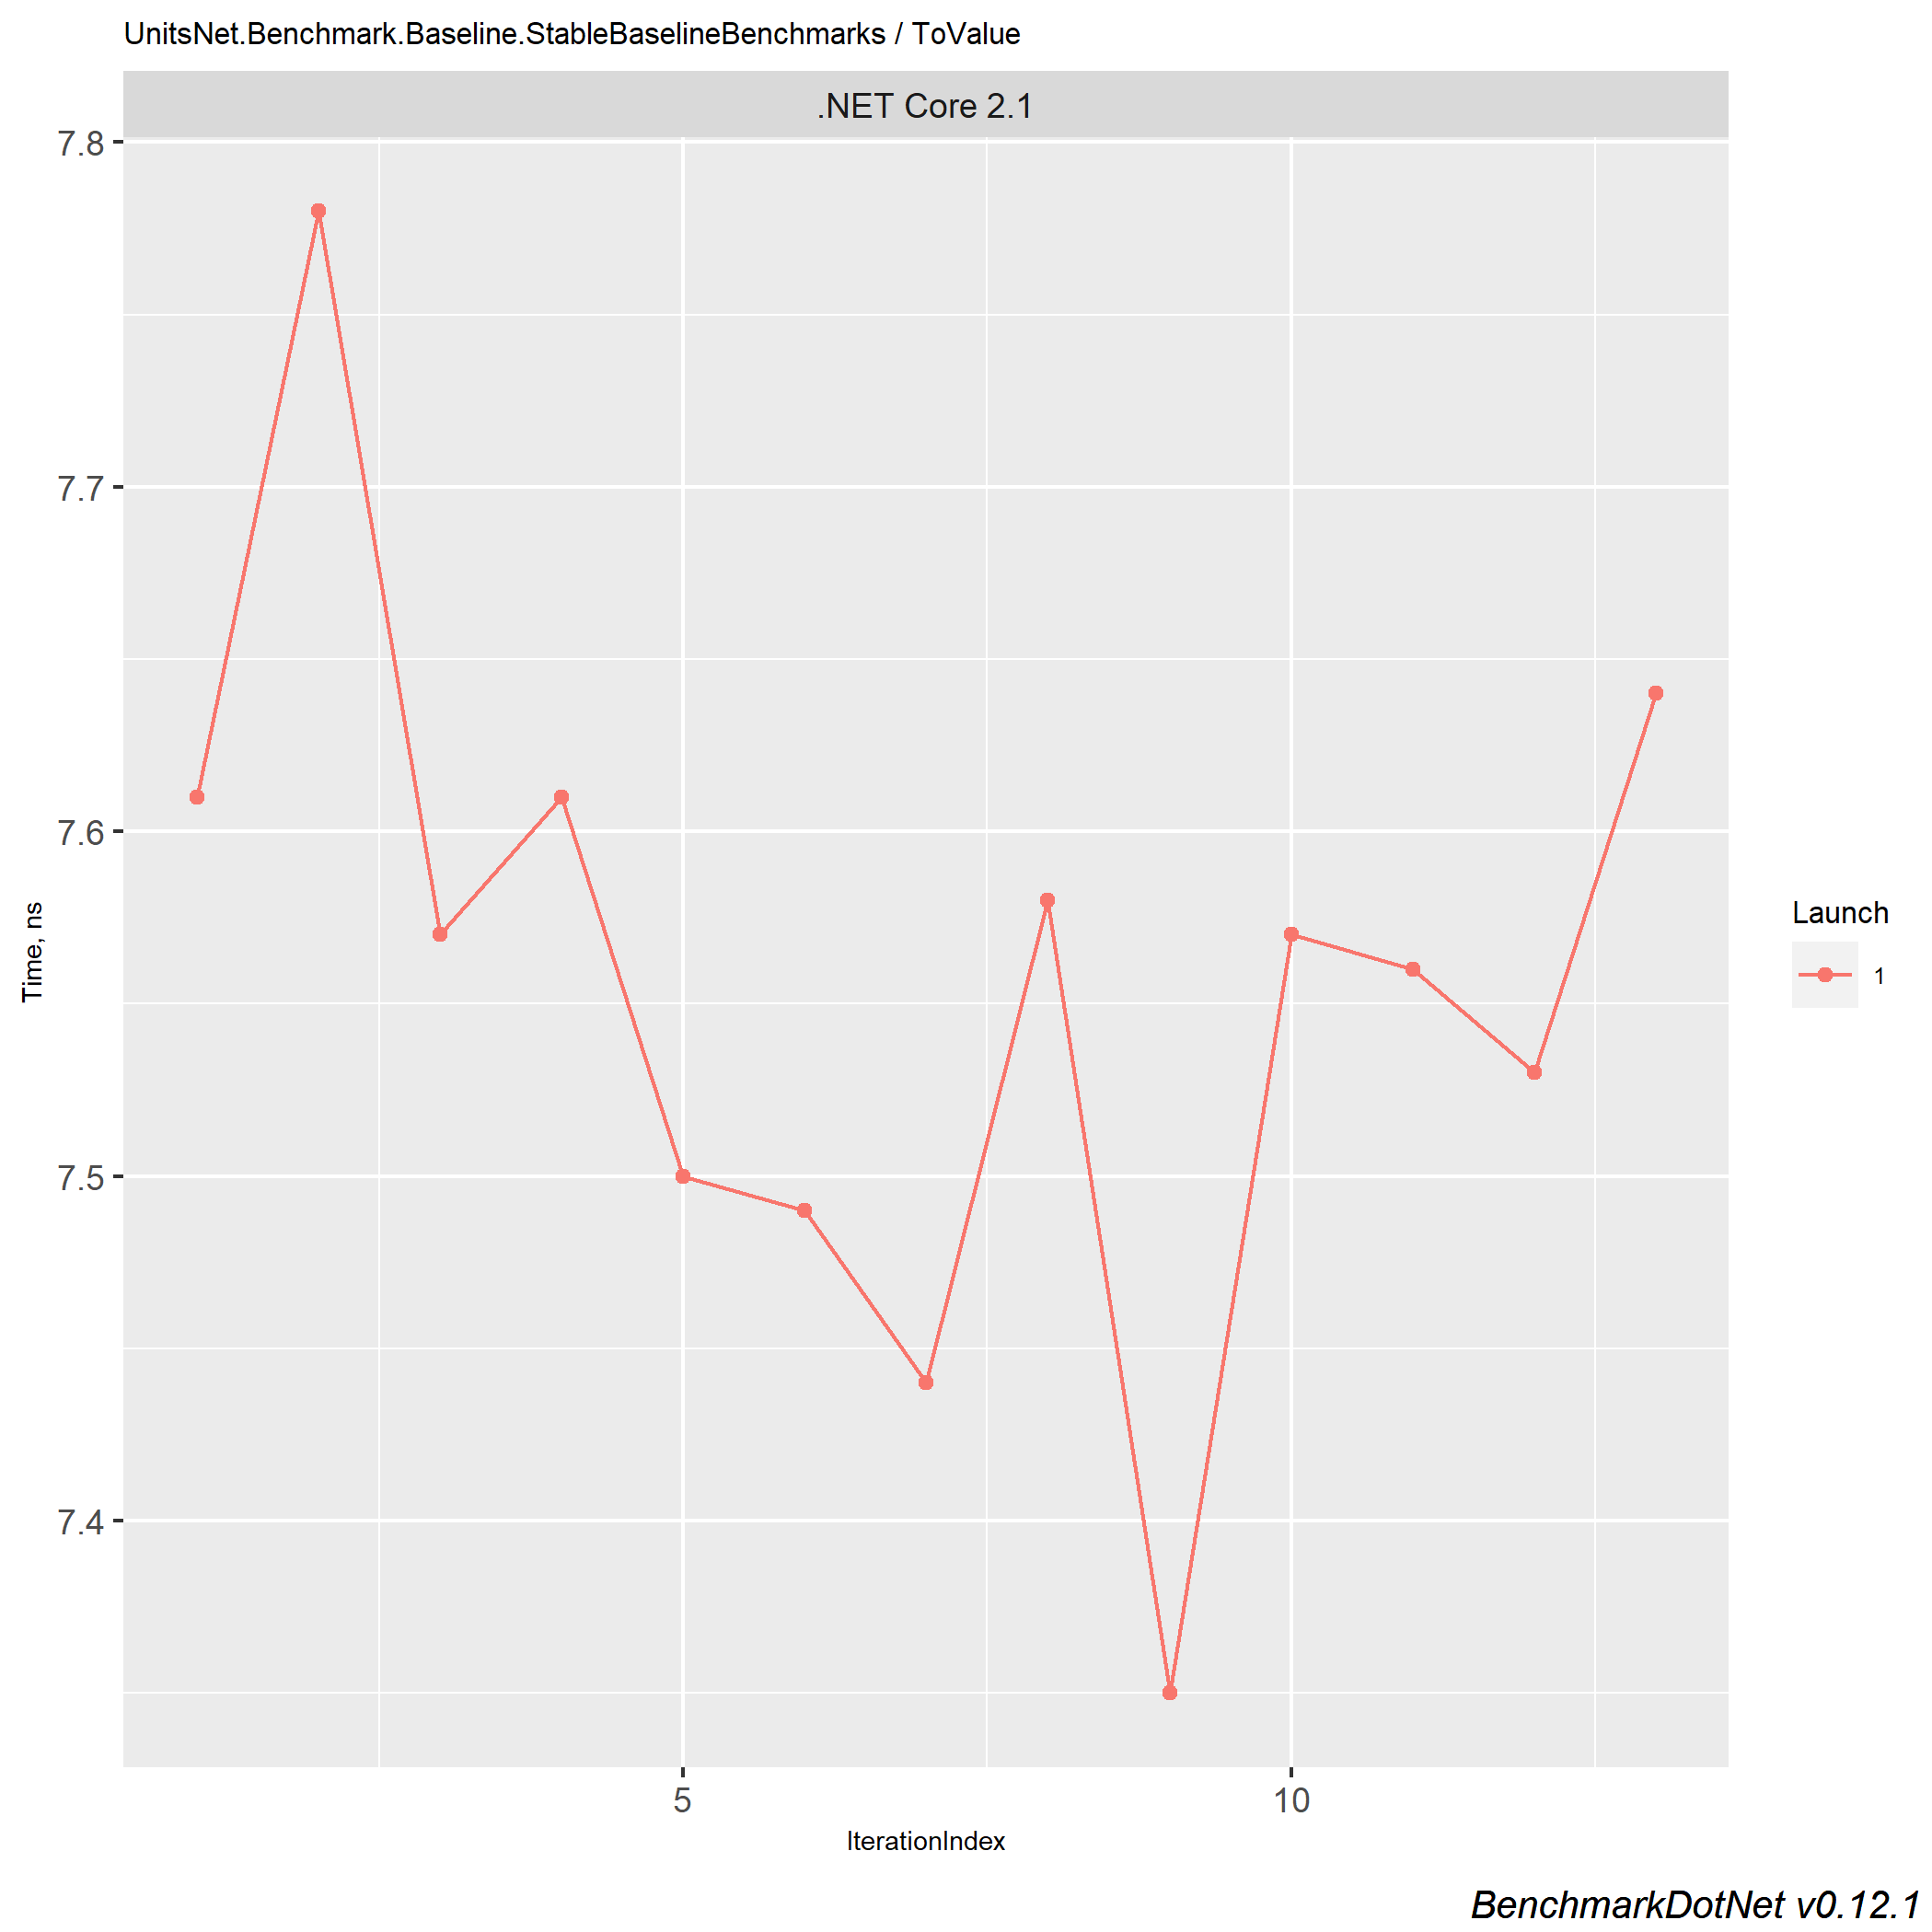 UnitsNet.Benchmark.Baseline.StableBaselineBenchmarks / ToValue
.NET Core 2.1
7.8
7.7
7.6
7.5
7.4
Time, ns
5
10
IterationIndex
Launch
1
BenchmarkDotNet v0.12.1